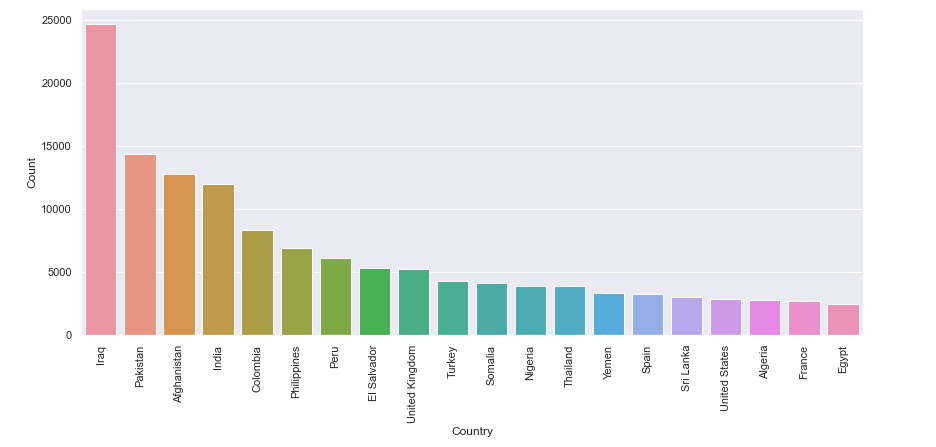 25000
20000
15000
10000
5000
0
Count
Iraq
Pakistan
Afghanistan
India
Colombia
Philippines
Peru
El Salvador
United Kingdom
Turkey
Somalia
Nigeria
Thailand
Yemen
Spain
Sri Lanka
United States
Algeria
France
Egypt
Country